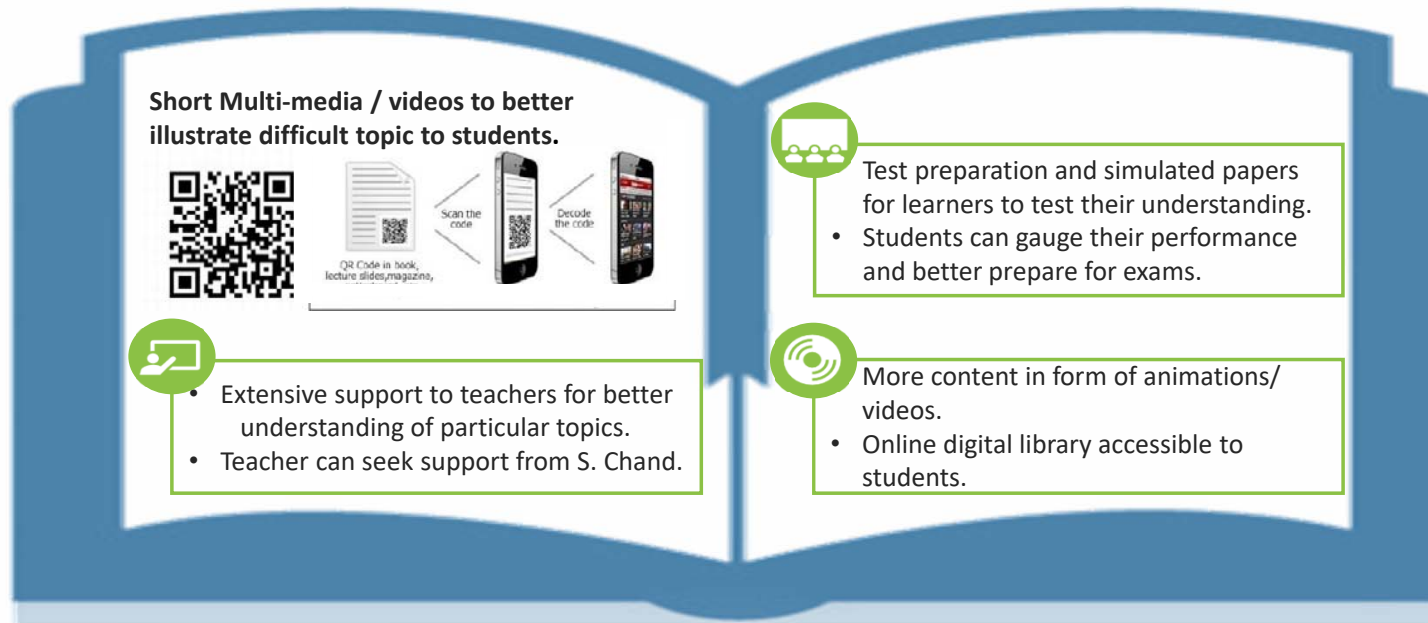 Short Multi-media / videos to better
illustrate difficult topic to students.
Scan the
code
Decode
the code
QR Code in book,
lecture slides,magazine,
• Extensive support to teachers for better
understanding of particular topics.
• Teacher can seek support from S. Chand.
Test preparation and simulated papers
for learners to test their understanding.
• Students can gauge their performance
and better prepare for exams.
More content in form of animations/
videos.
• Online digital library accessible to
students.